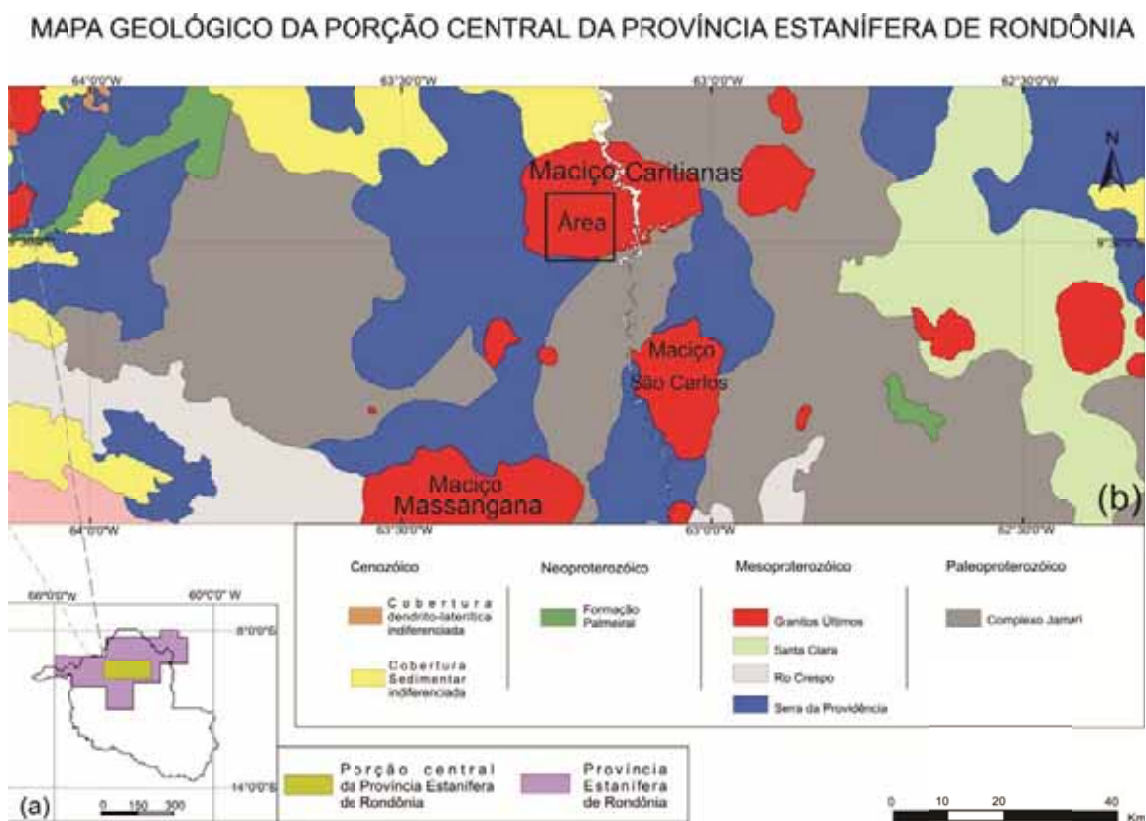 MAPA GEOLÓGICO DA PORÇÃO CENTRAL DA PROVÍNCIA ESTANÍFERA DE RONDÔNIA
64°0'0"W 63°30'0"W 63°0'0"W 62°30'0"W
N
Maciço Caritianas
Área
Maciço
São Carlos
Maciço
Massangana
(b)
64°0'0"W 63°30'0"W 63°0'0"W 62°30'0"W
Cenozóico
Cobertura
dendrito-laterítica
indiferenciada
Cobertura
Sedimentar
indiferenciada
Neoproterozóico
Formação
Palmeiral
Mesoproterozóico
Granitos Últimos
Santa Clara
Rio Crespo
Serra da Providência
Paleoproterozóico
Complexo Jamari
66°0'0"W 60°0'0"W
8°0'0"S
14°0'0"S
(a)
0 150 300
Porção central
da Província Estanífera
de Rondônia
Província
Estanífera
de Rondônia
0 10 20 40
Km